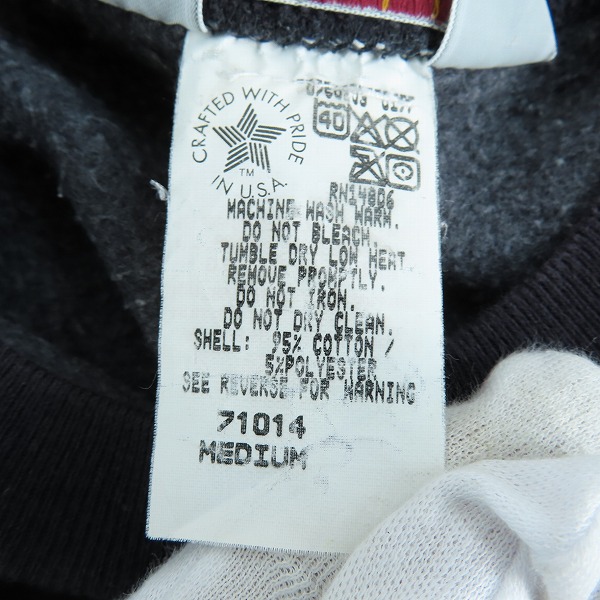 CRAFTED WITH PRIDE
TM
IN U.S.A.
40
RN14806
MACHINE WASH WARM.
DO NOT BLEACH.
TUMBLE DRY LOW HEAT.
REMOVE PROMPTLY.
DO NOT IRON.
DO NOT DRY CLEAN.
SHELL: 95% COTTON /
5%POLYESTER
SEE REVERSE FOR WARNING
71014
MEDIUM